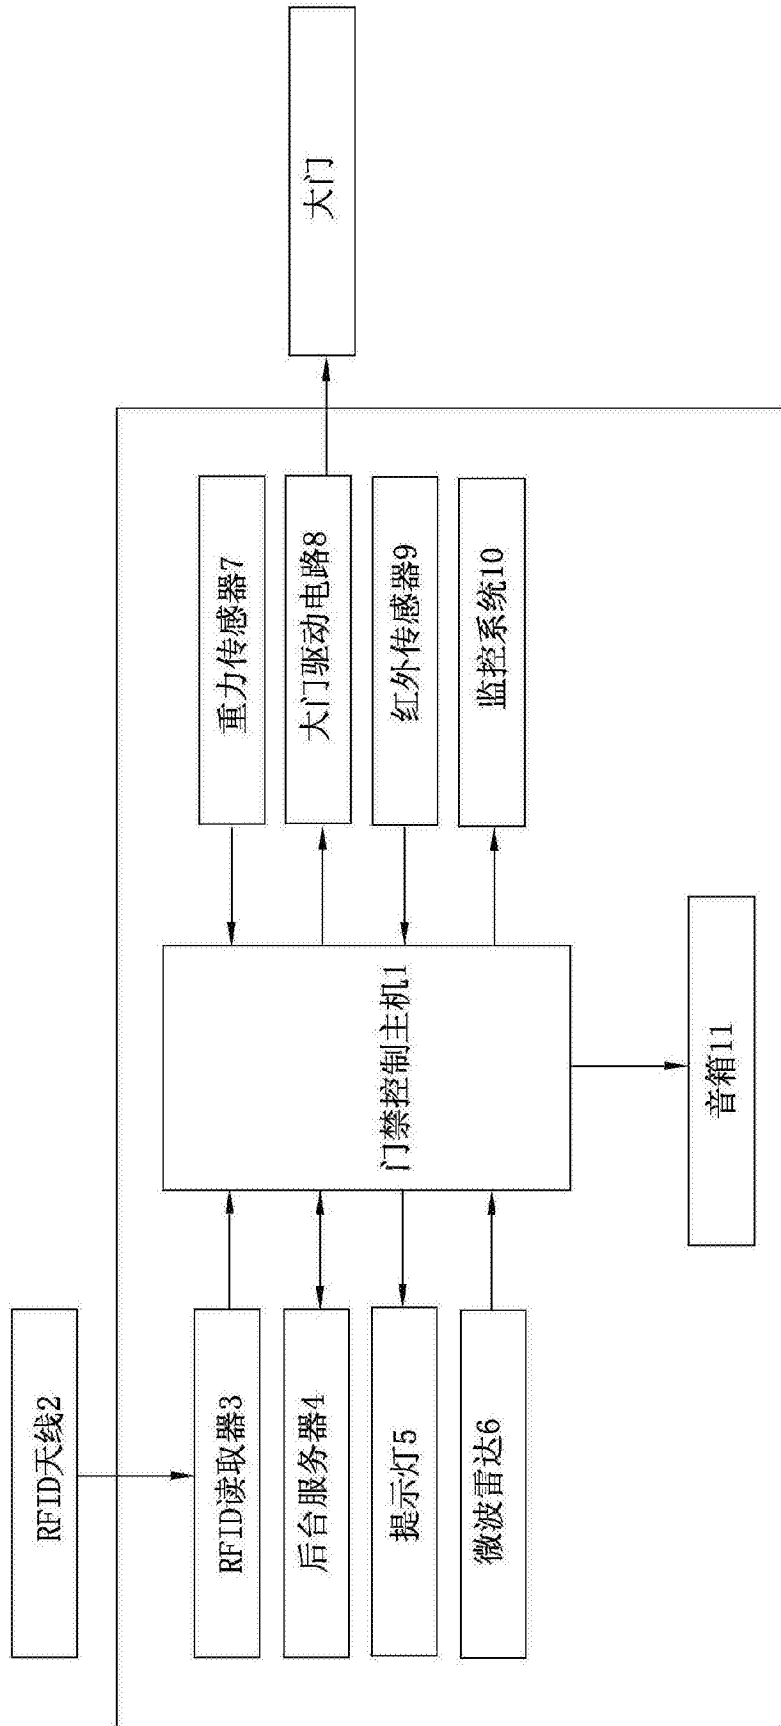 RFID天线2
RFID读取器3
后台服务器4
提示灯5
微波雷达6
门禁控制主机1
重力传感器7
大门驱动电路8
红外传感器9
监控系统10
大门
音箱11